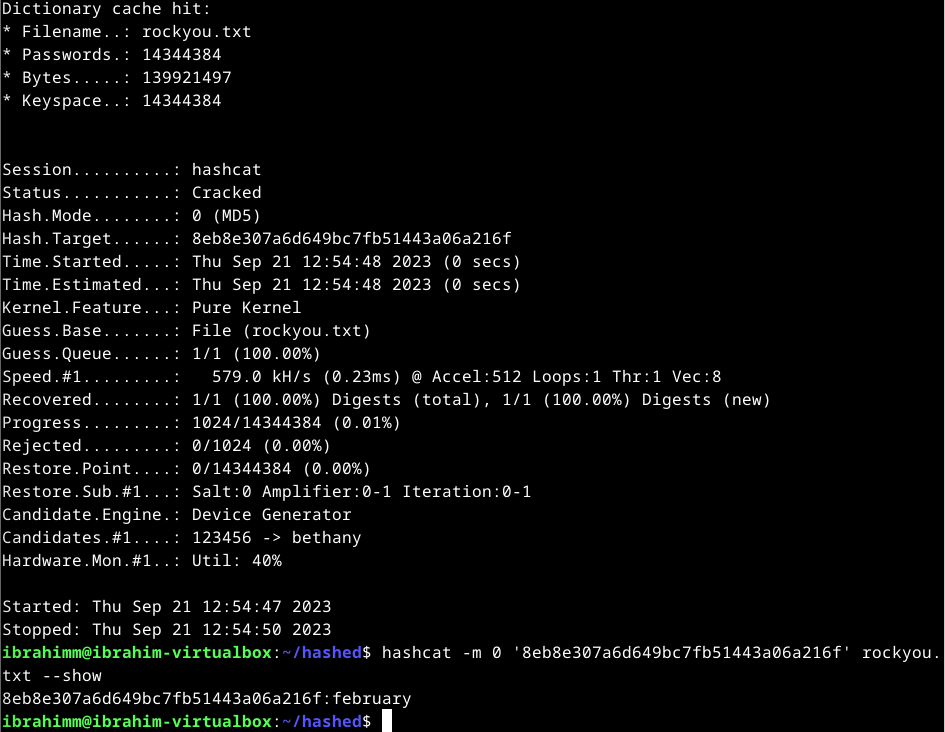 Dictionary cache hit:
* Filename..: rockyou.txt
* Passwords.: 14344384
* Bytes.....: 139921497
* Keyspace..: 14344384
Session..........: hashcat
Status...........: Cracked
Hash.Mode........: 0 (MD5)
Hash.Target......: 8eb8e307a6d649bc7fb51443a06a216f
Time.Started.....: Thu Sep 21 12:54:48 2023 (0 secs)
Time.Estimated...: Thu Sep 21 12:54:48 2023 (0 secs)
Kernel.Feature...: Pure Kernel
Guess.Base.......: File (rockyou.txt)
Guess.Queue......: 1/1 (100.00%)
Speed.#1.........:   579.0 kH/s (0.23ms) @ Accel:512 Loops:1 Thr:1 Vec:8
Recovered........: 1/1 (100.00%) Digests (total), 1/1 (100.00%) Digests (new)
Progress.........: 1024/14344384 (0.01%)
Rejected.........: 0/1024 (0.00%)
Restore.Point....: 0/14344384 (0.00%)
Restore.Sub.#1...: Salt:0 Amplifier:0-1 Iteration:0-1
Candidate.Engine.: Device Generator
Candidates.#1....: 123456 -> bethany
Hardware.Mon.#1..: Util: 40%
Started: Thu Sep 21 12:54:47 2023
Stopped: Thu Sep 21 12:54:50 2023
ibrahimm@ibrahim-virtualbox:~/hashed$ hashcat -m 0 '8eb8e307a6d649bc7fb51443a06a216f' rockyou.
txt --show
8eb8e307a6d649bc7fb51443a06a216f:february
ibrahimm@ibrahim-virtualbox:~/hashed$